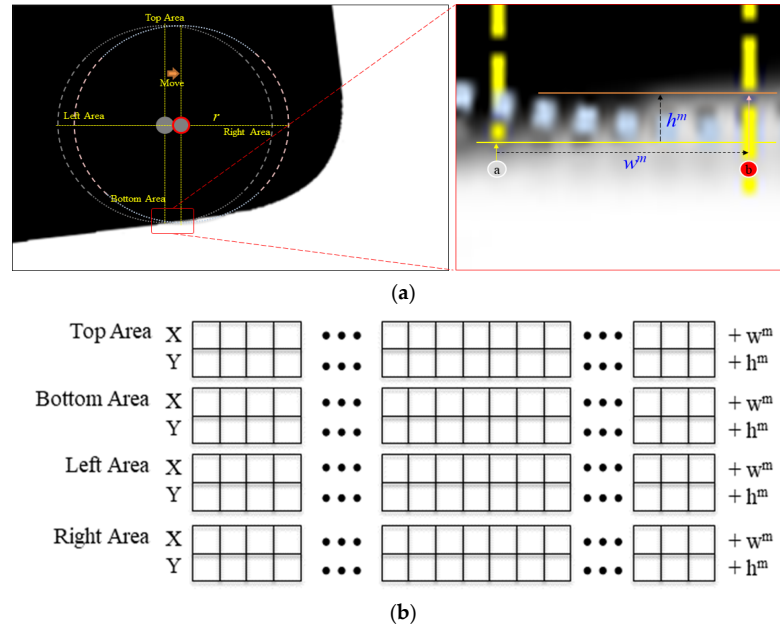 Top Area
Move
Left Area
r
Right Area
Bottom Area
h^m
w^m
a
b
(a)
Top Area X ••• ••• + w^m
Y ••• ••• + h^m
Bottom Area X ••• ••• + w^m
Y ••• ••• + h^m
Left Area X ••• ••• + w^m
Y ••• ••• + h^m
Right Area X ••• ••• + w^m
Y ••• ••• + h^m
(b)